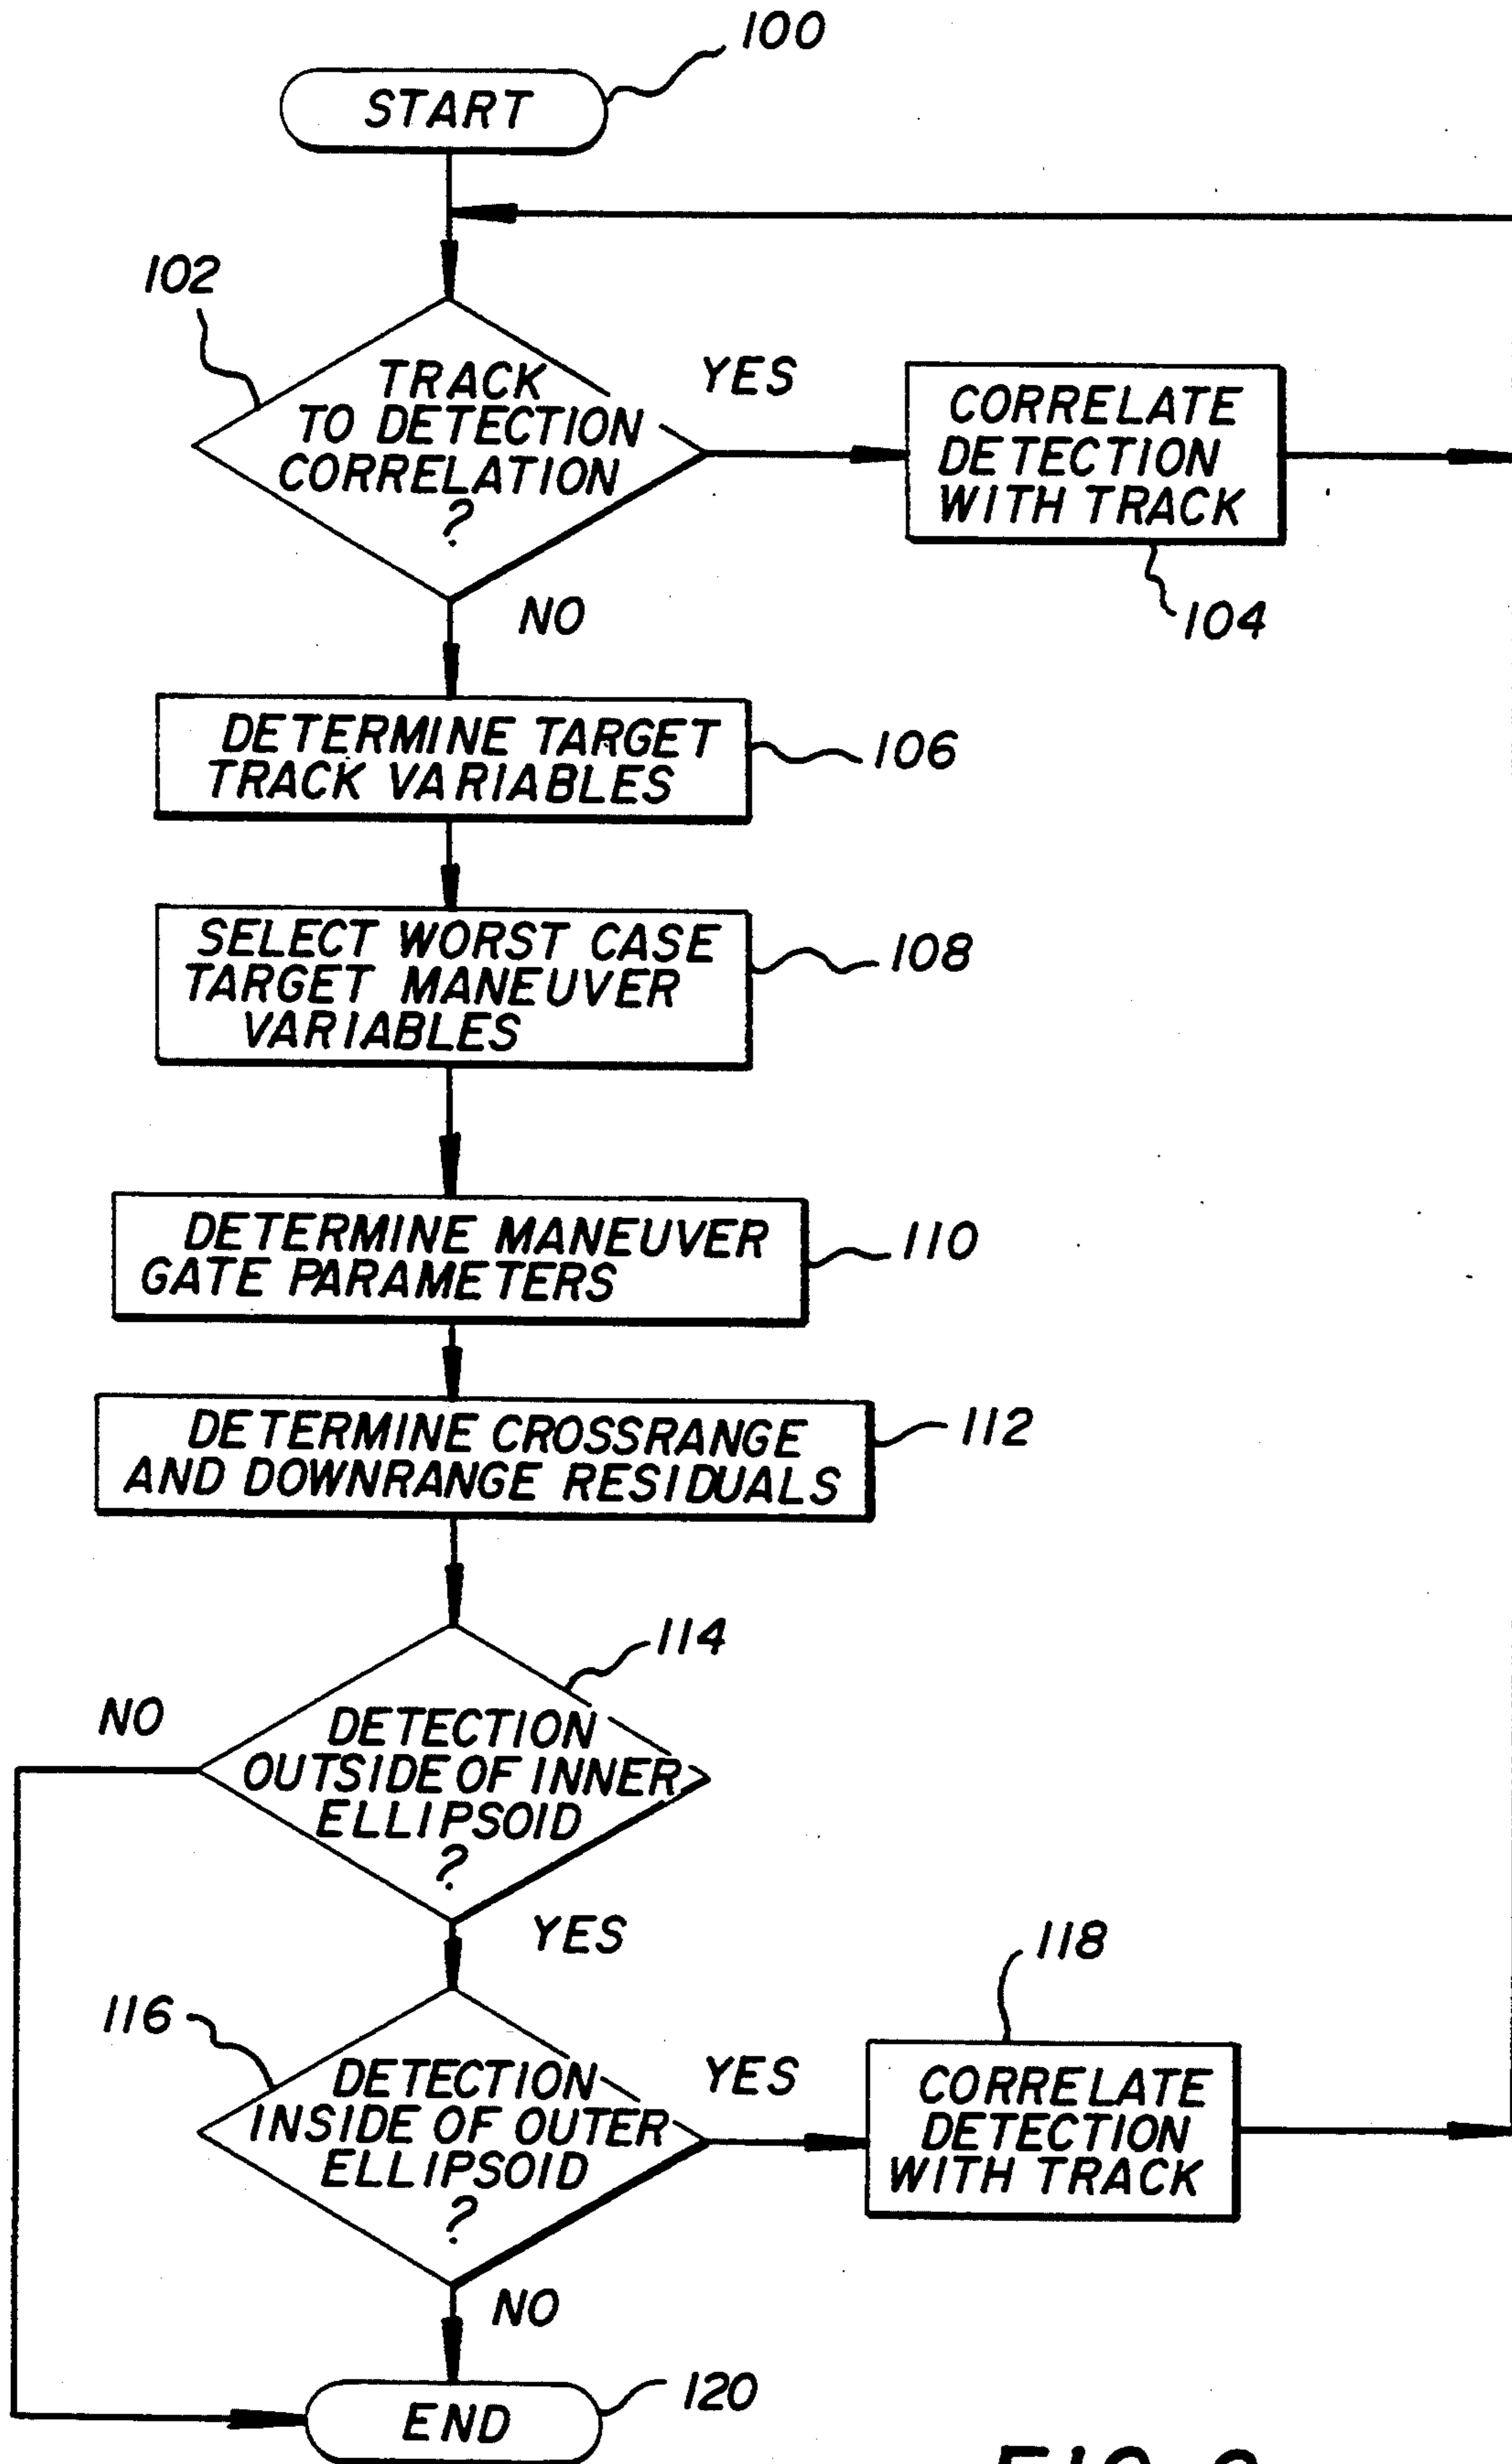 100
START
102
TRACK
TO DETECTION
CORRELATION
?
YES
CORRELATE
DETECTION
WITH TRACK
104
NO
DETERMINE TARGET
TRACK VARIABLES
106
SELECT WORST CASE
TARGET MANEUVER
VARIABLES
108
DETERMINE MANEUVER
GATE PARAMETERS
110
DETERMINE CROSSRANGE
AND DOWNRANGE RESIDUALS
112
114
NO
DETECTION
OUTSIDE OF INNER
ELLIPSOID
?
YES
118
116
DETECTION
INSIDE OF OUTER
ELLIPSOID
?
YES
CORRELATE
DETECTION
WITH TRACK
NO
END
120